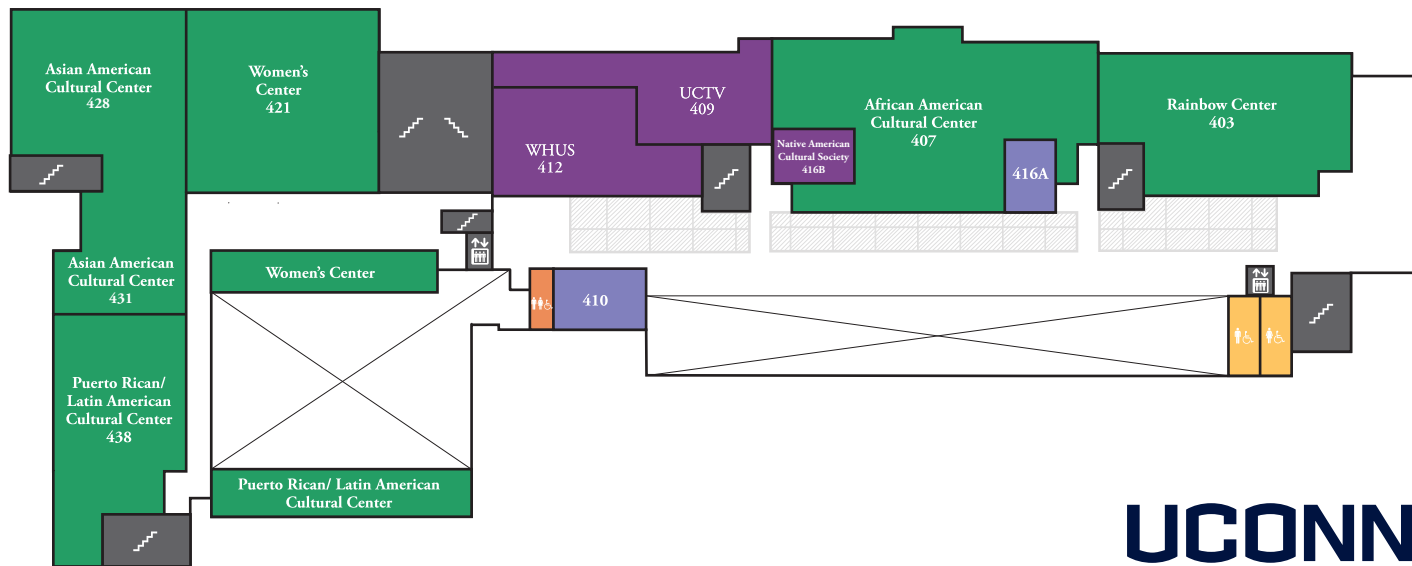 Asian American
Cultural Center
428
Women's
Center
421
UCTV
409
WHUS
412
African American
Cultural Center
407
Native American
Cultural Society
416B
416A
Rainbow Center
403
Asian American
Cultural Center
431
Women's Center
410
Puerto Rican/
Latin American
Cultural Center
438
Puerto Rican/ Latin American
Cultural Center
UCONN